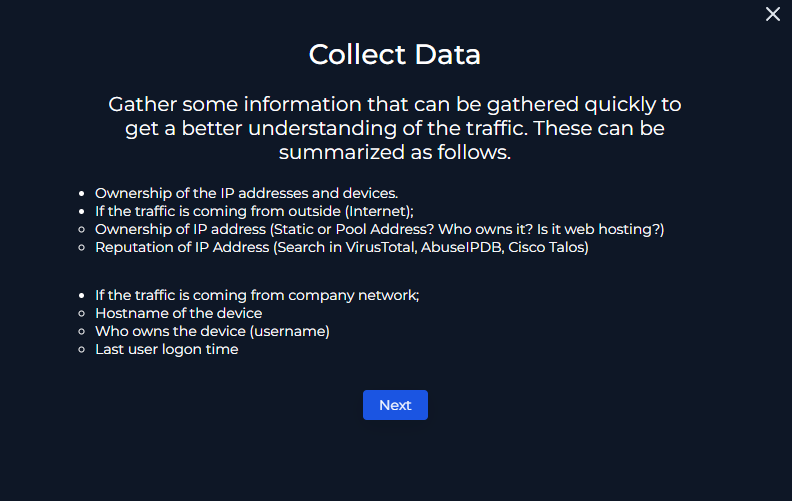 Collect Data
Gather some information that can be gathered quickly to
get a better understanding of the traffic. These can be
summarized as follows.
Ownership of the IP addresses and devices.
If the traffic is coming from outside (Internet);
Ownership of IP address (Static or Pool Address? Who owns it? Is it web hosting?)
Reputation of IP Address (Search in VirusTotal, AbuseIPDB, Cisco Talos)
If the traffic is coming from company network;
Hostname of the device
Who owns the device (username)
Last user logon time
Next